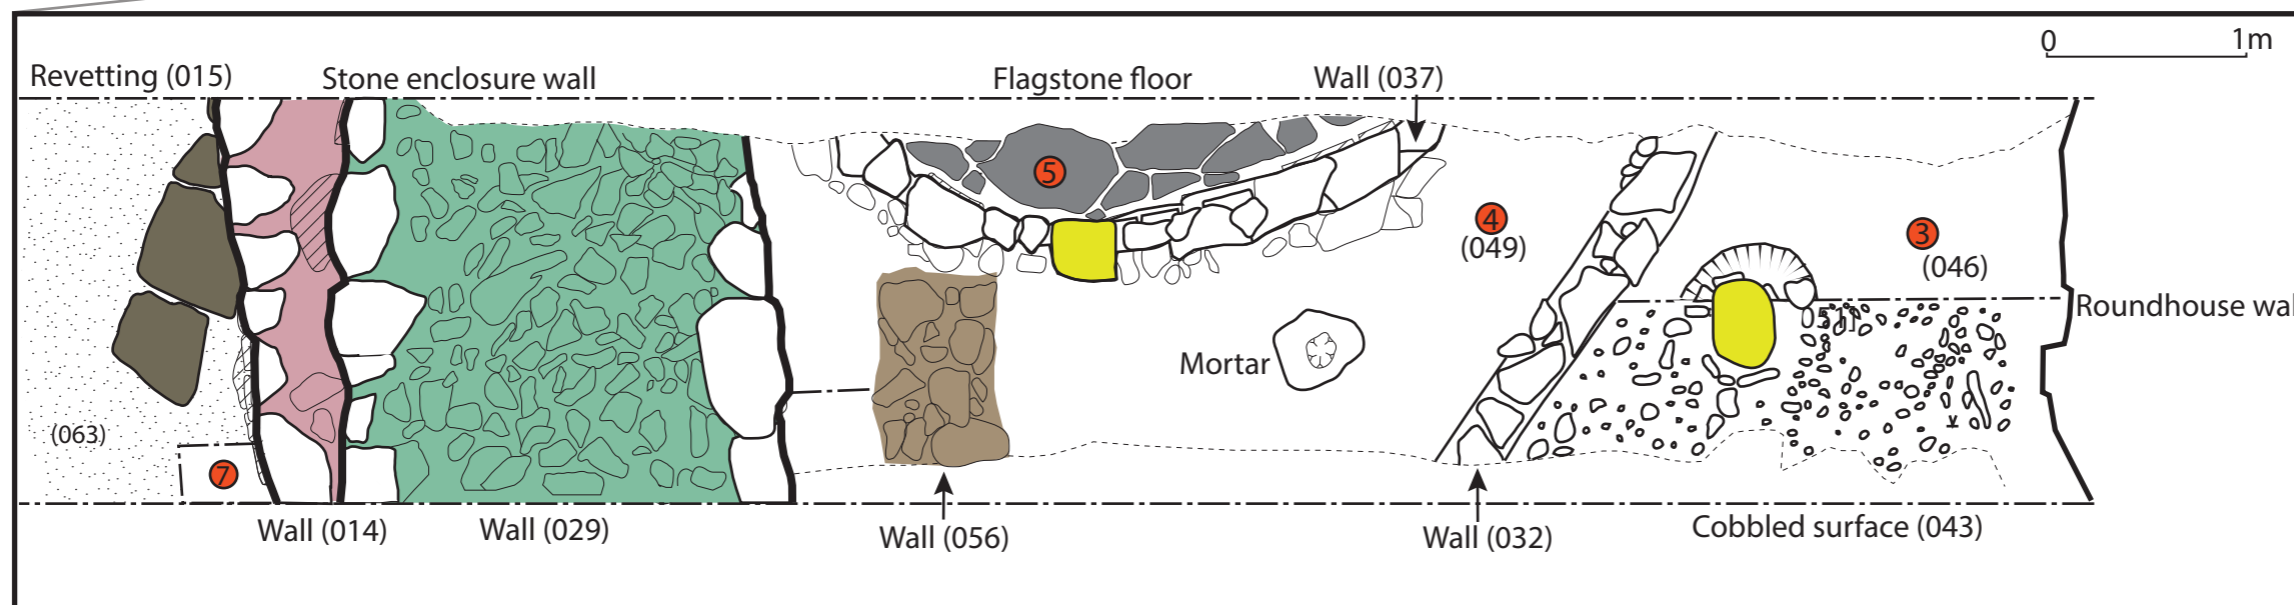 0 1m
Revetting (015)
Stone enclosure wall
Flagstone floor
Wall (037)
5
4
(049)
3
(046)
Roundhouse wal
Mortar
(063)
7
Wall (014)
Wall (029)
Wall (056)
Wall (032)
Cobbled surface (043)